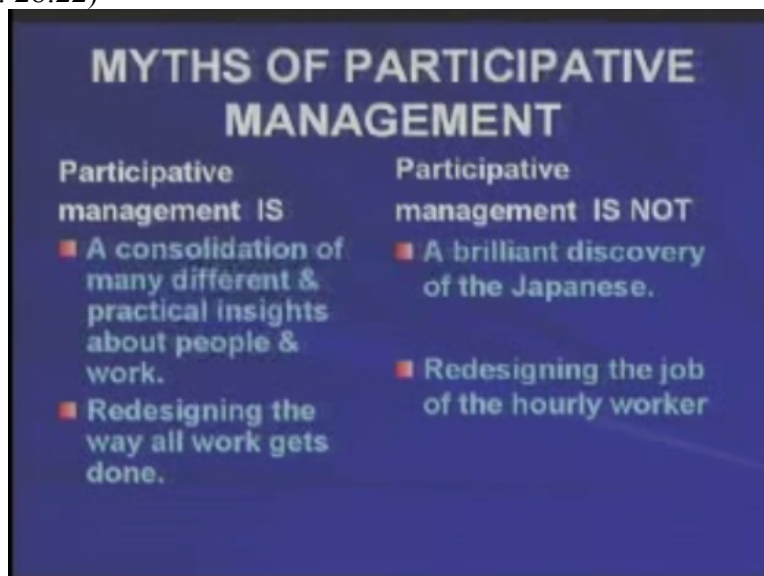 : 20:22)
MYTHS OF PARTICIPATIVE
MANAGEMENT
Participative
management IS
A consolidation of
many different &
practical insights
about people &
work.
Redesigning the
way all work gets
done.
Participative
management IS NOT
A brilliant discovery
of the Japanese.
Redesigning the job
of the hourly worker